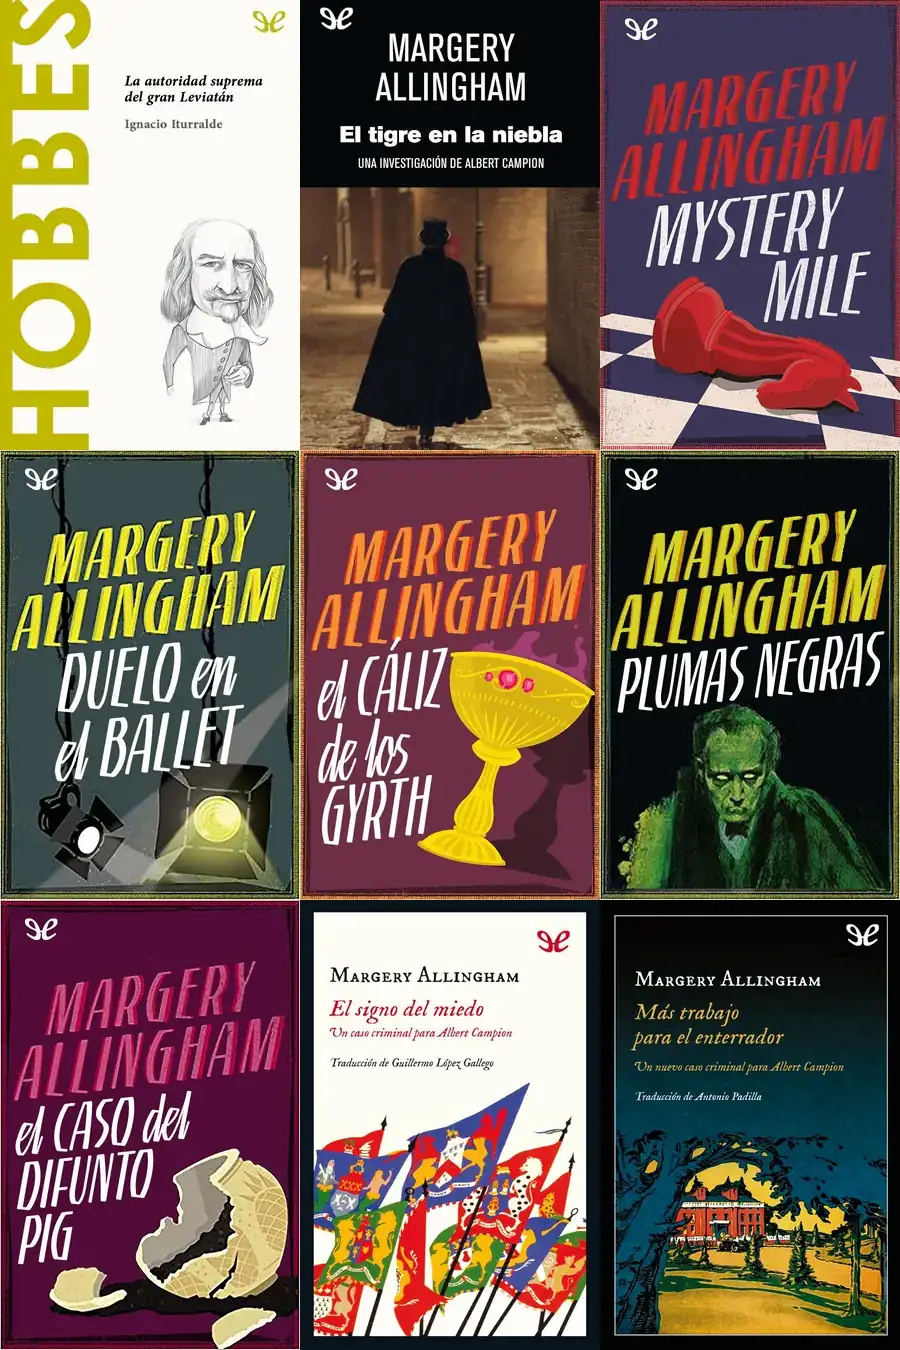 HOBBES
La autoridad suprema
del gran Leviatán
Ignacio Iturralde
MARGERY
ALLINGHAM
El tigre en la niebla
UNA INVESTIGACIÓN DE ALBERT CAMPION
MARGERY
ALLINGHAM
MYSTERY
MILE
MARGERY
ALLINGHAM
DUELO en
el BALLET
MARGERY
ALLINGHAM
el CÁLIZ
de los
GYRTH
MARGERY
ALLINGHAM
PLUMAS NEGRAS
MARGERY
ALLINGHAM
el CASO del
DIFUNTO
PIG
MARGERY ALLINGHAM
El signo del miedo
Un caso criminal para Albert Campion
Traducción de Guillermo López Gallego
MARGERY ALLINGHAM
Más trabajo
para el enterrador
Un nuevo caso criminal para Albert Campion
Traducción de Antonio Padilla